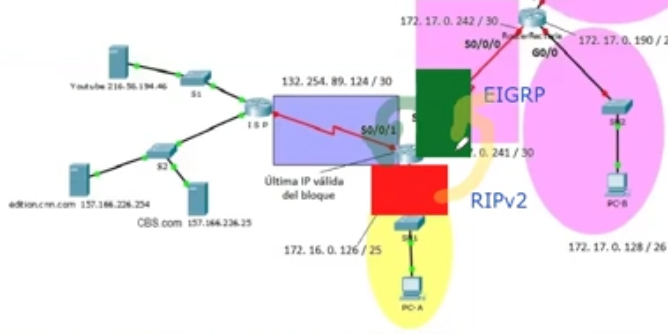 172. 17. 0. 242 / 30
S0/0/0
172. 17. 0. 190 / 2
G0/0
Youtube 216.58.194.46
S1
132. 254. 89. 124 / 30
ISP
S0/0/1
S
EIGRP
. 0. 241 / 30
S2
Última IP válida
del bloque
edition.cnn.com 157.166.226.254
CBS.com 157.166.226.25
RIPv2
PC-B
172. 16. 0. 126 / 25
172. 17. 0. 128 / 26
PC-A